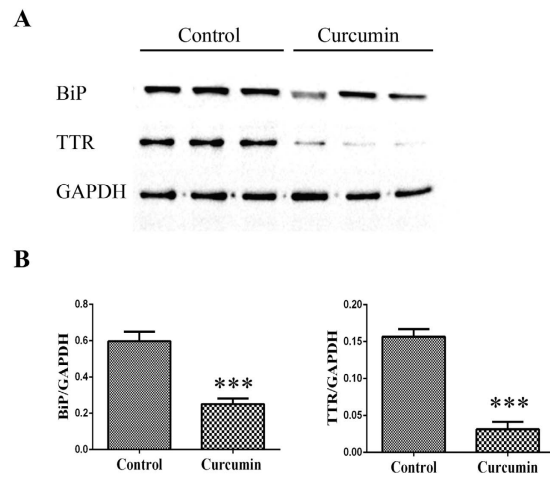 A
Control Curcumin
BiP
TTR
GAPDH
B
BiP/GAPDH
0.8
0.6
0.4
0.2
0.0
***
Control Curcumin
TTR/GAPDH
0.20
0.15
0.10
0.05
0.00
***
Control Curcumin